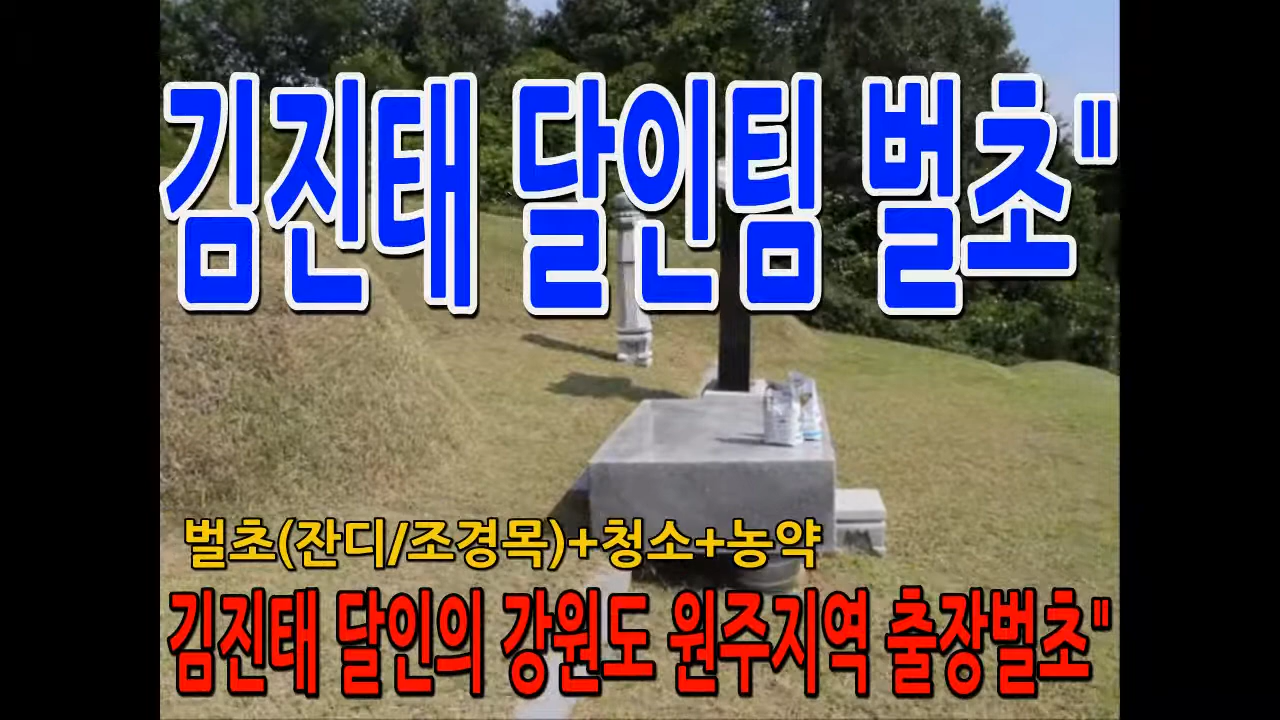 김진태 달인팀 벌초"
벌초(잔디/조경목)+청소+농약
김진태 달인의 강원도 원주지역 출장벌초"